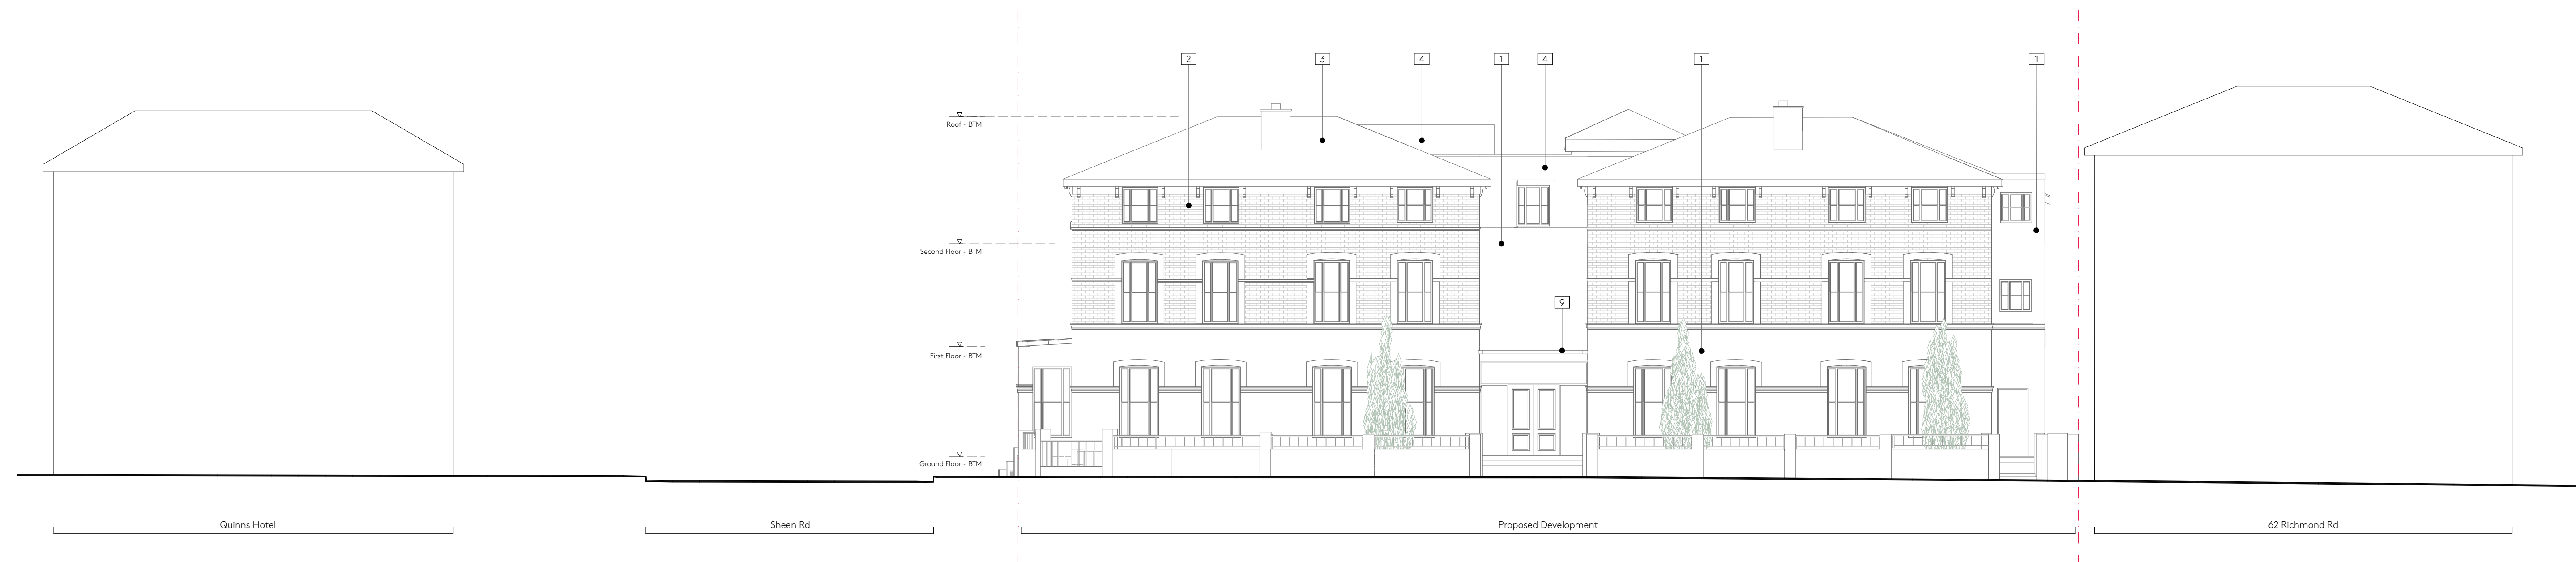 2
3
4
1
4
1
1
Roof - BTM
Second Floor - BTM
9
First Floor - BTM
Ground Floor - BTM
Quinns Hotel
Sheen Rd
Proposed Development
62 Richmond Rd